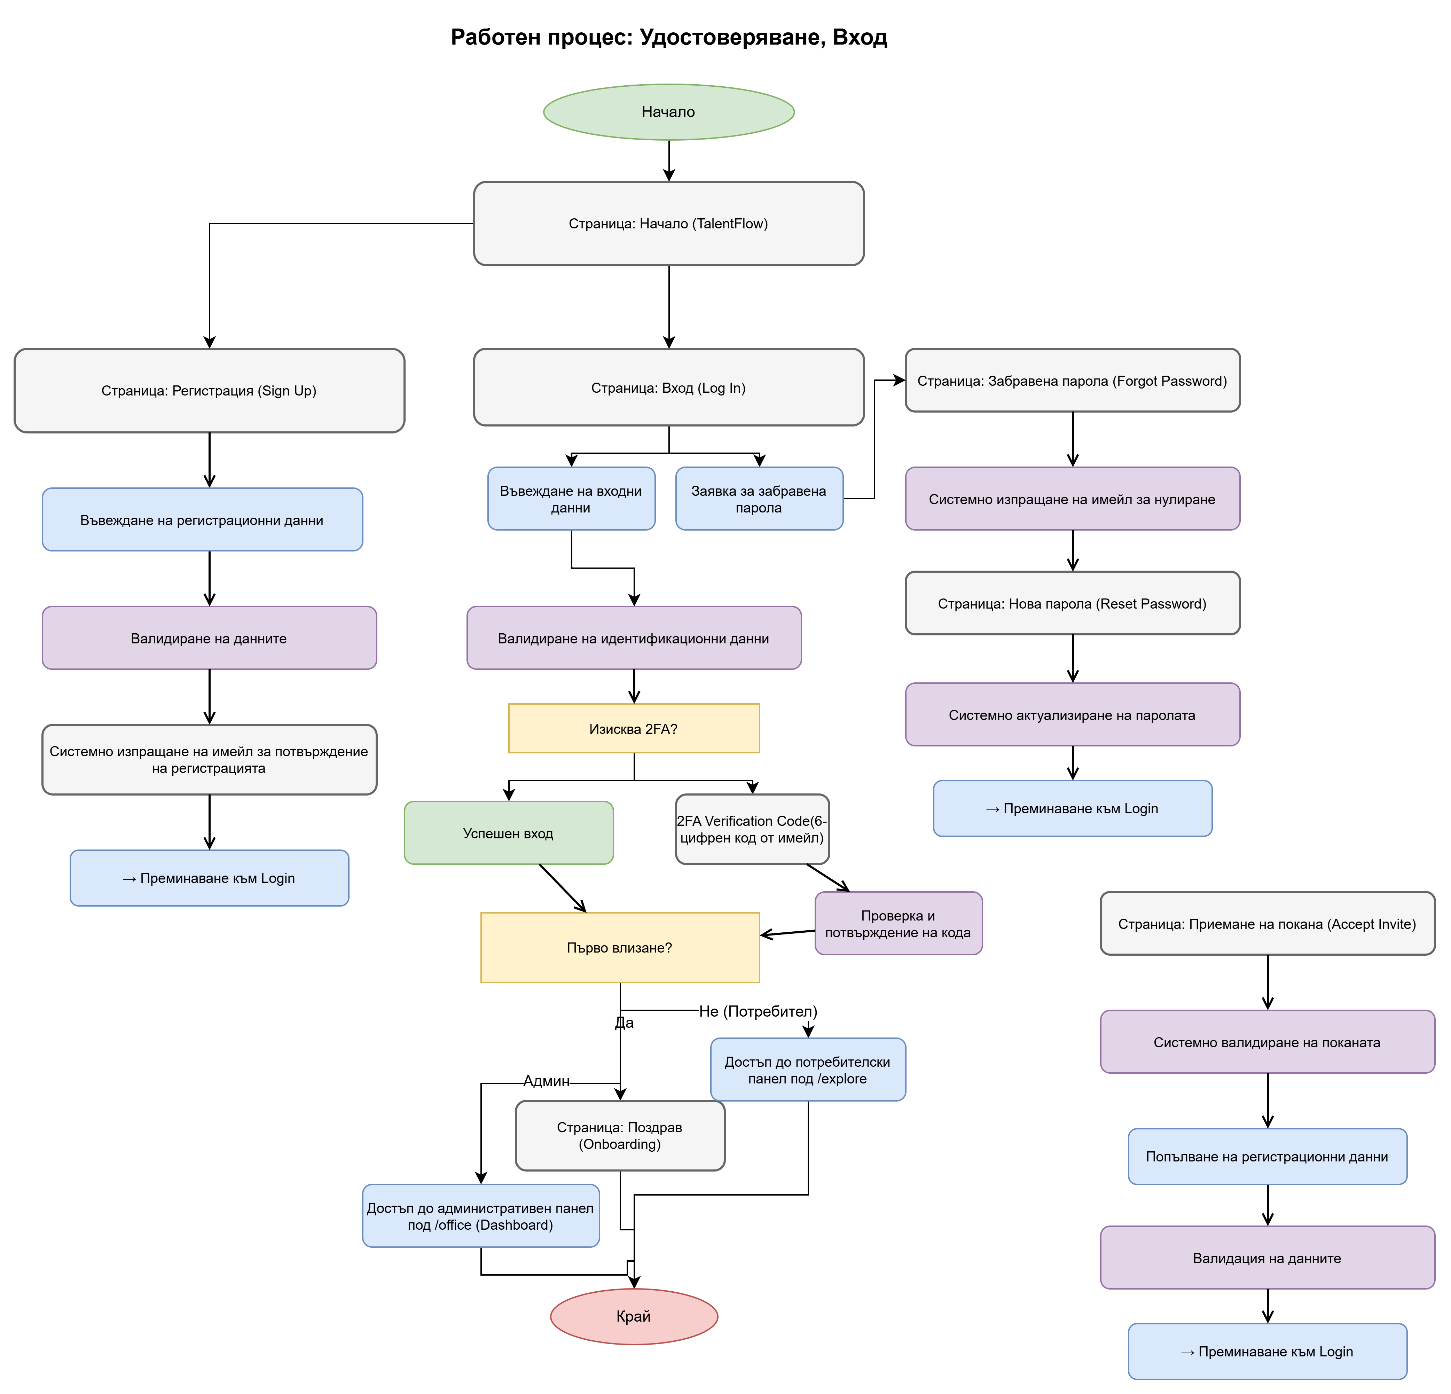 Работен процес: Удостоверяване, Вход
Начало
Страница: Начало (TalentFlow)
Страница: Регистрация (Sign Up)
Страница: Вход (Log In)
Страница: Забравена парола (Forgot Password)
Въвеждане на регистрационни данни
Въвеждане на входни
данни
Заявка за забравена
парола
Системно изпращане на имейл за нулиране
Валидиране на данните
Валидиране на идентификационни данни
Страница: Нова парола (Reset Password)
Системно изпращане на имейл за потвърждение
на регистрацията
Изисква 2FA?
Системно актуализиране на паролата
→ Преминаване към Login
Успешен вход
2FA Verification Code(6-
цифрен код от имейл)
→ Преминаване към Login
Първо влизане?
Проверка и
потвърждение на кода
Страница: Приемане на покана (Accept Invite)
Да
Не (Потребител)
Системно валидиране на поканата
Достъп до потребителски
панел под /explore
Админ
Страница: Поздрав
(Onboarding)
Попълване на регистрационни данни
Достъп до административен панел
под /office (Dashboard)
Валидация на данните
Край
→ Преминаване към Login